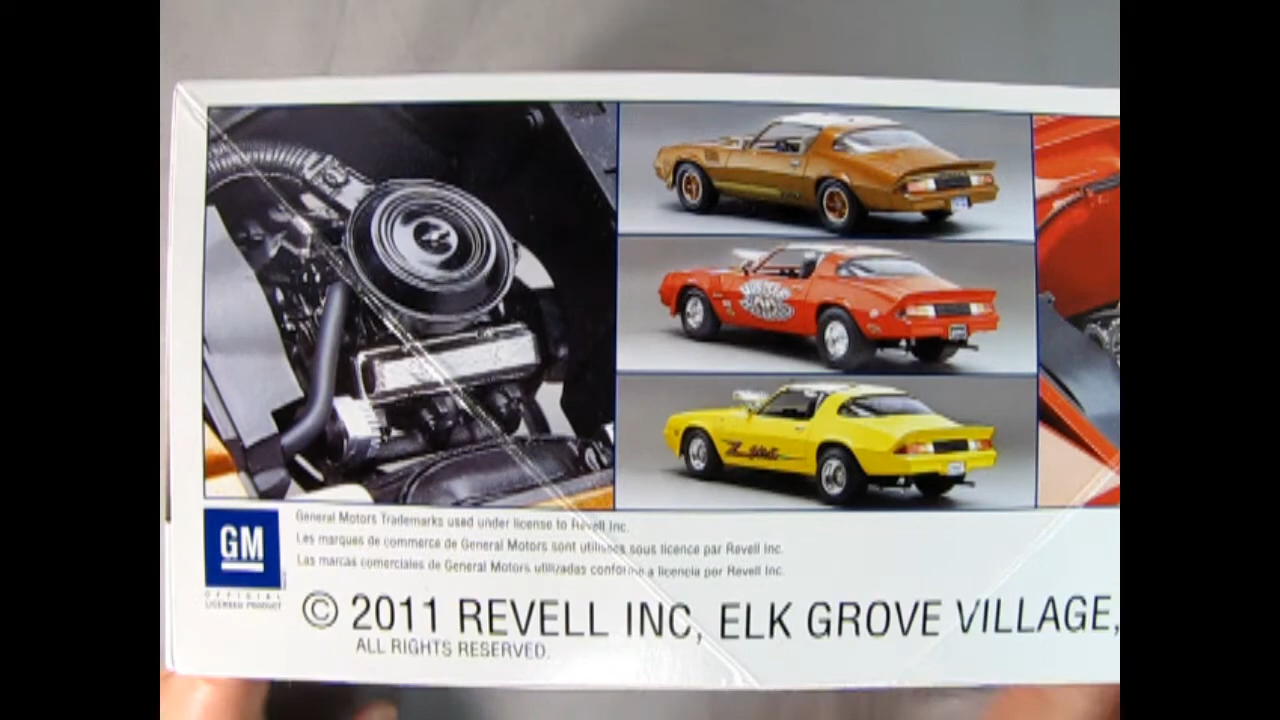 GM
OFFICIAL
LICENSED PRODUCT
General Motors Trademarks used under license to Revell Inc.
Les marques de commerce de General Motors sont utilisées sous licence par Revell Inc.
Las marcas comerciales de General Motors utilizadas conforme a licencia por Revell Inc.
© 2011 REVELL INC, ELK GROVE VILLAGE,
ALL RIGHTS RESERVED.